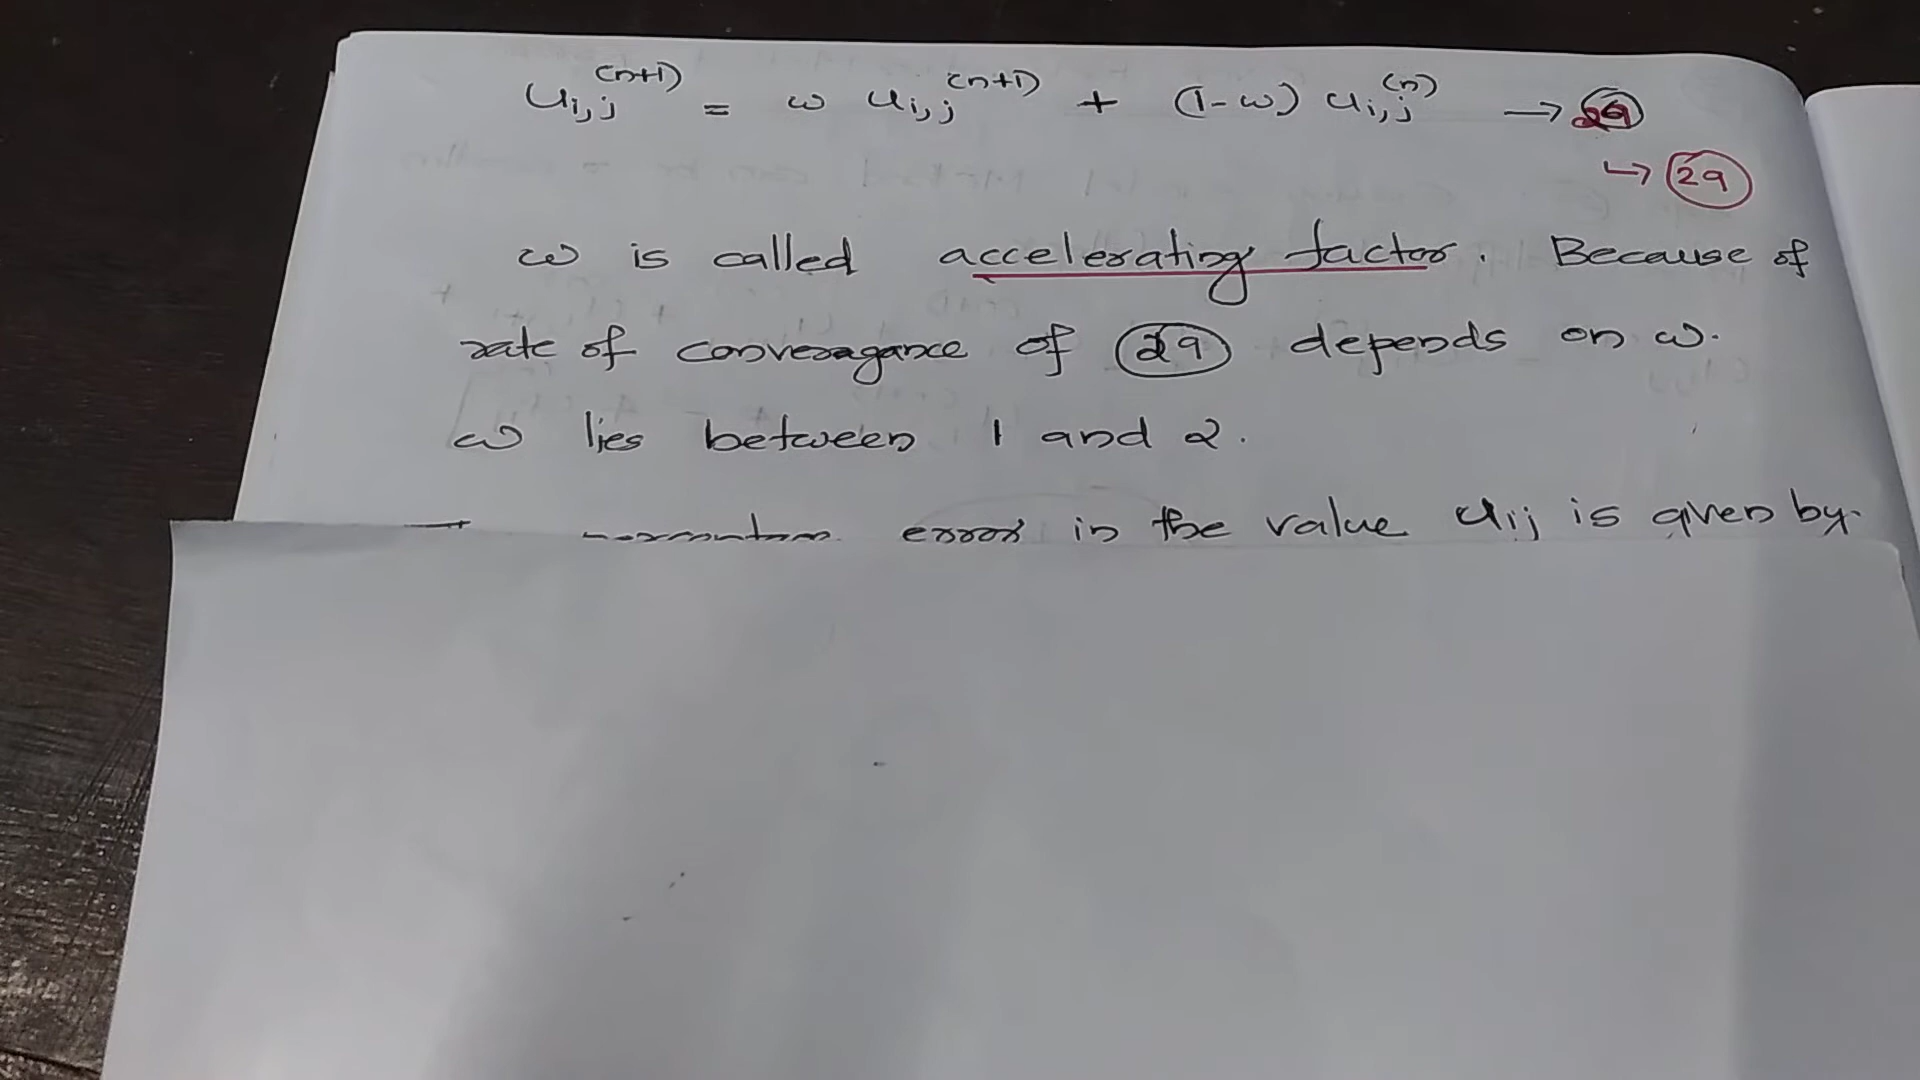 u_{i,j}^{(n+1)} = ω u_{i,j}^{(n+1)} + (1-ω) u_{i,j}^{(n)} →
↳ (29)
ω is called accelerating factor. Because of
rate of converagance of (29) depends on ω.
ω lies between 1 and 2.
error in the value u_{ij} is given by.